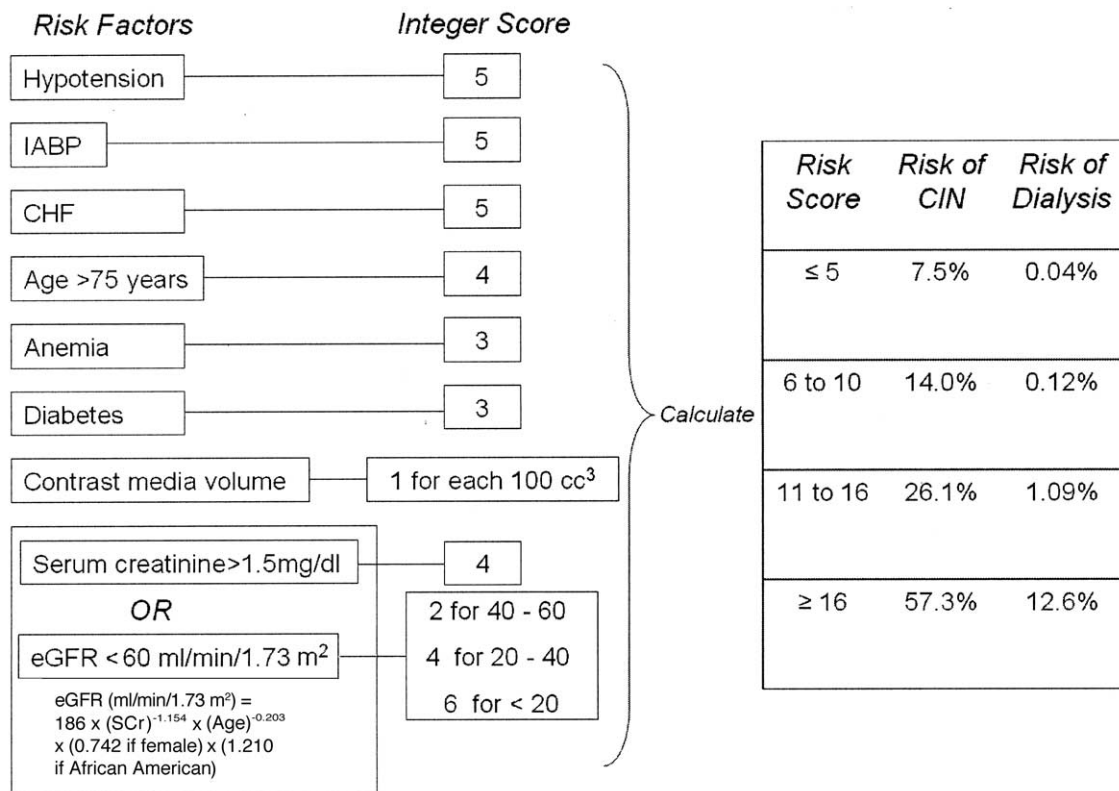 Risk Factors
Integer Score
Hypotension
5
IABP
5
CHF
5
Age >75 years
4
Anemia
3
Diabetes
3
Contrast media volume
1 for each 100 cc³
Serum creatinine>1.5mg/dl
4
OR
eGFR <60 ml/min/1.73 m²
2 for 40 - 60
4 for 20 - 40
6 for < 20
eGFR (ml/min/1.73 m²) =
186 x (SCr)⁻¹·¹⁵⁴ x (Age)⁻⁰·²⁰³
x (0.742 if female) x (1.210
if African American)
Calculate
Risk Score Risk of CIN Risk of Dialysis
≤ 5 7.5% 0.04%
6 to 10 14.0% 0.12%
11 to 16 26.1% 1.09%
≥ 16 57.3% 12.6%